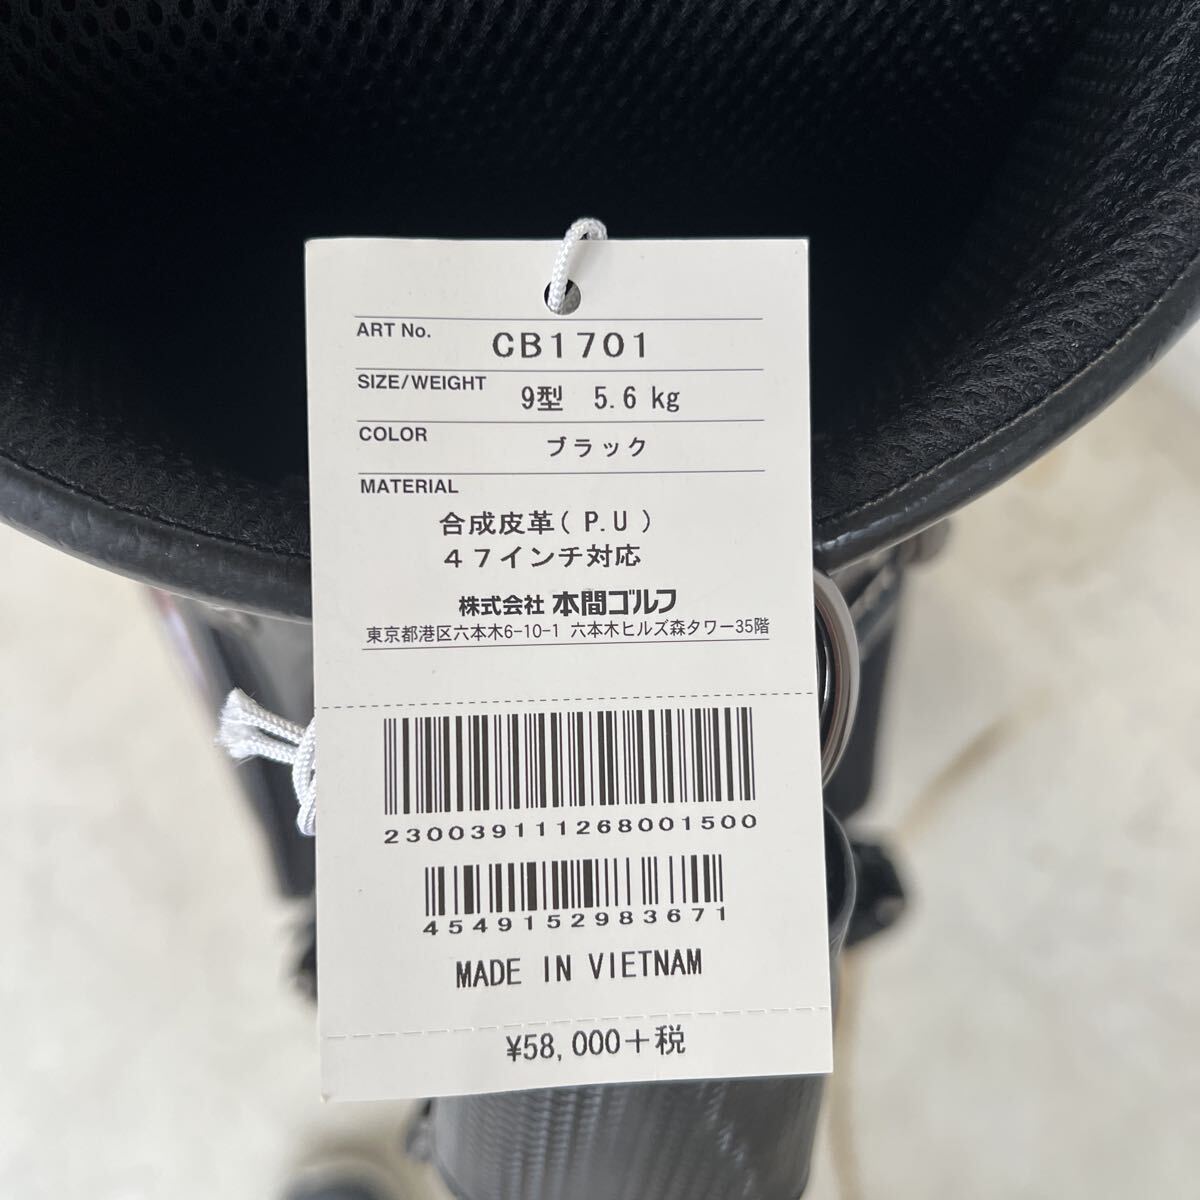 ART No. CB1701
SIZE/WEIGHT 9型 5.6 kg
COLOR ブラック
MATERIAL
合成皮革( P.U )
47インチ対応
株式会社 本間ゴルフ
東京都港区六本木6-10-1 六本木ヒルズ森タワー35階
230039111268001500
4549152983671
MADE IN VIETNAM
¥58,000+税